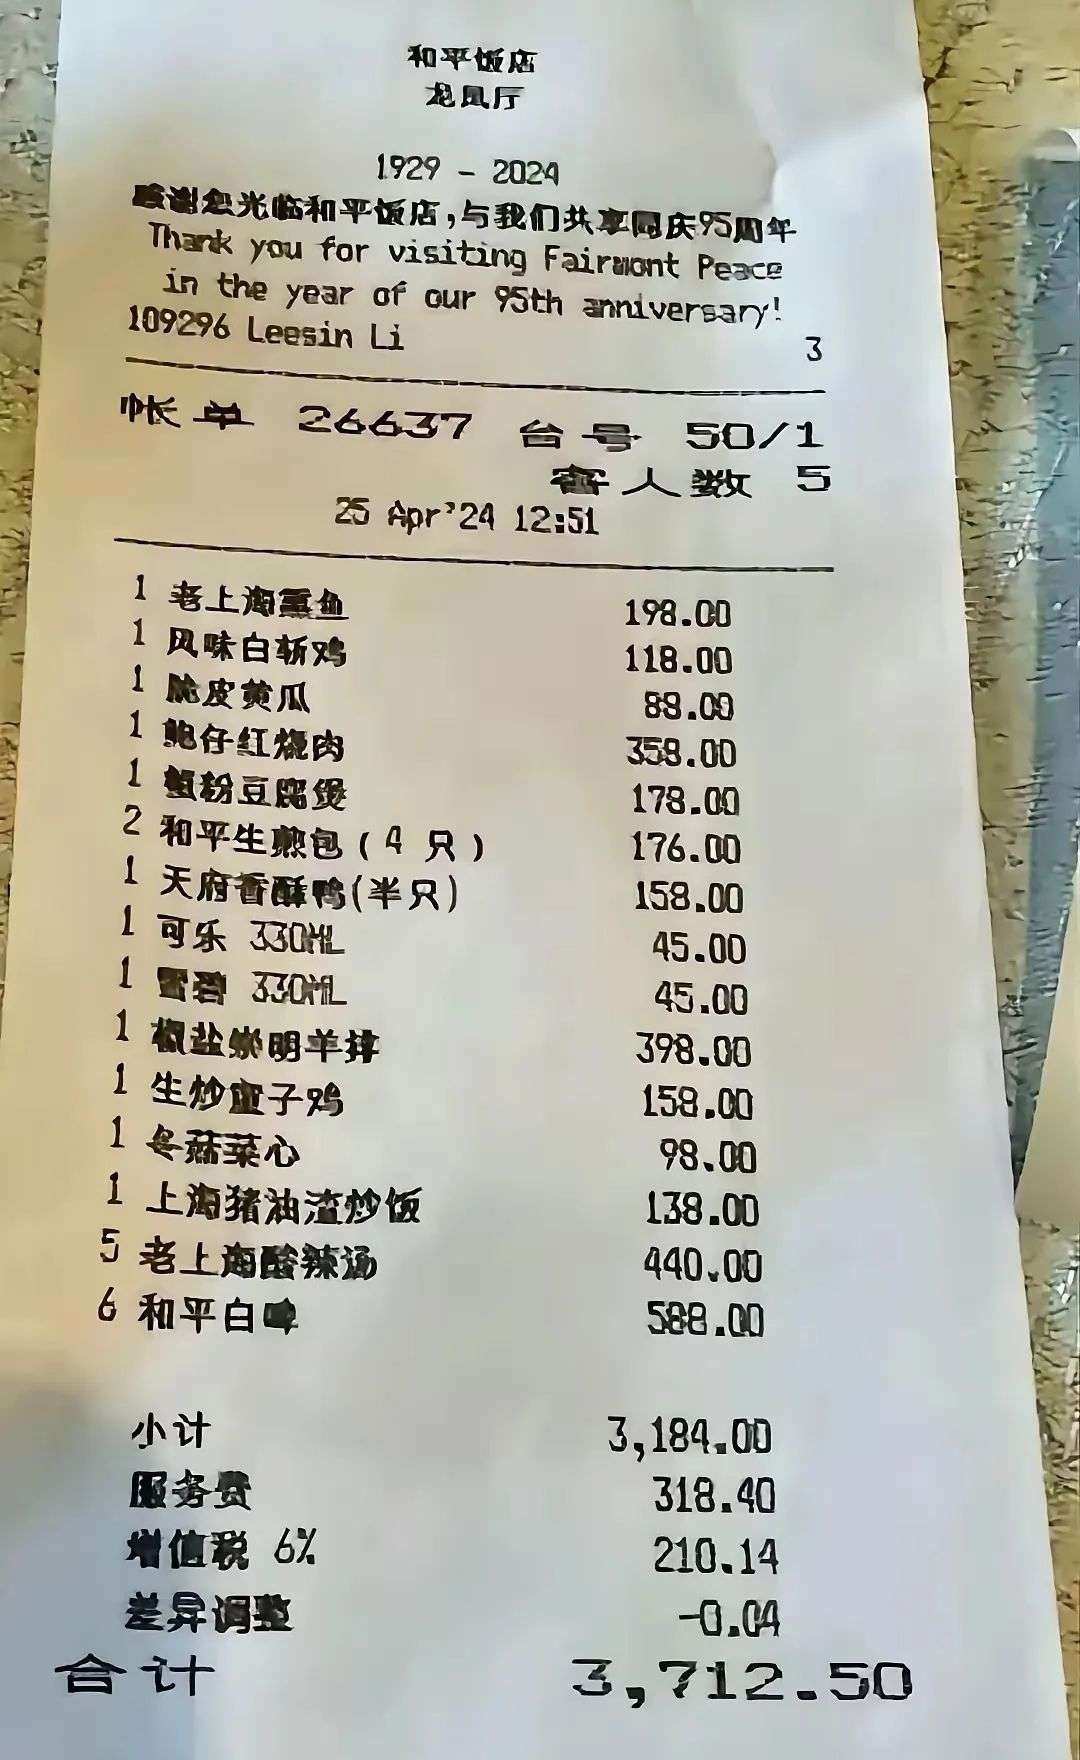 和平饭店
龙凤厅
1929 - 2024
感谢您光临和平饭店,与我们共享同庆95周年
Thank you for visiting Fairmont Peace
in the year of our 95th anniversary!
109296 Leesin Li 3
帐单 26637 台号 50/1
客人数 5
25 Apr'24 12:51
1 老上海熏鱼 198.00
1 风味白斩鸡 118.00
1 脆皮黄瓜 88.00
1 鲍仔红烧肉 358.00
1 蟹粉豆腐煲 178.00
2 和平生煎包(4 只) 176.00
1 天府香酥鸭(半只) 158.00
1 可乐 330ML 45.00
1 雪碧 330ML 45.00
1 椒盐崇明羊排 398.00
1 生炒童子鸡 158.00
1 冬菇菜心 98.00
1 上海猪油渣炒饭 138.00
5 老上海酸辣汤 440.00
6 和平白啤 588.00
小计 3,184.00
服务费 318.40
增值税 6% 210.14
差异调整 -0.04
合计 3,712.50